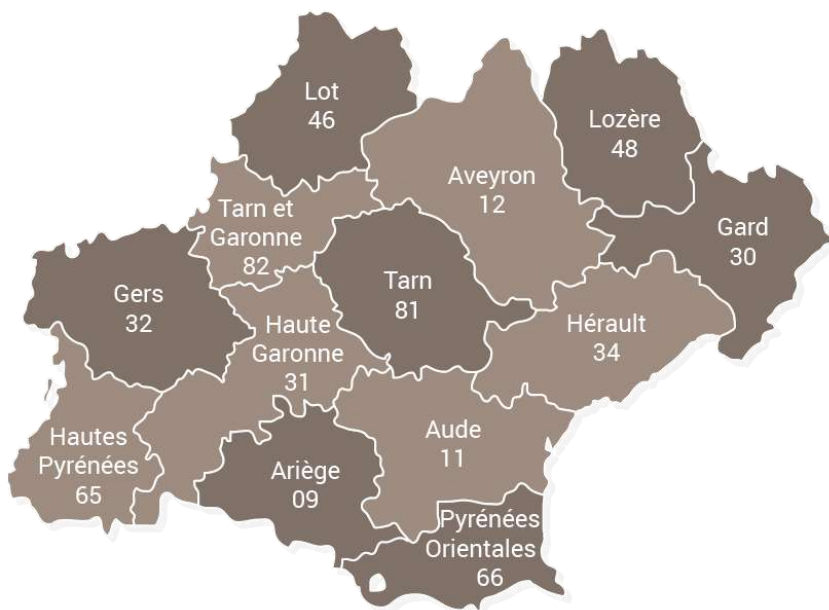 Lot
46
Lozère
48
Aveyron
12
Tarn et
Garonne
82
Gard
30
Tarn
81
Gers
32
Haute
Garonne
31
Hérault
34
Hautes
Pyrénées
65
Aude
11
Ariège
09
Pyrénées
Orientales
66